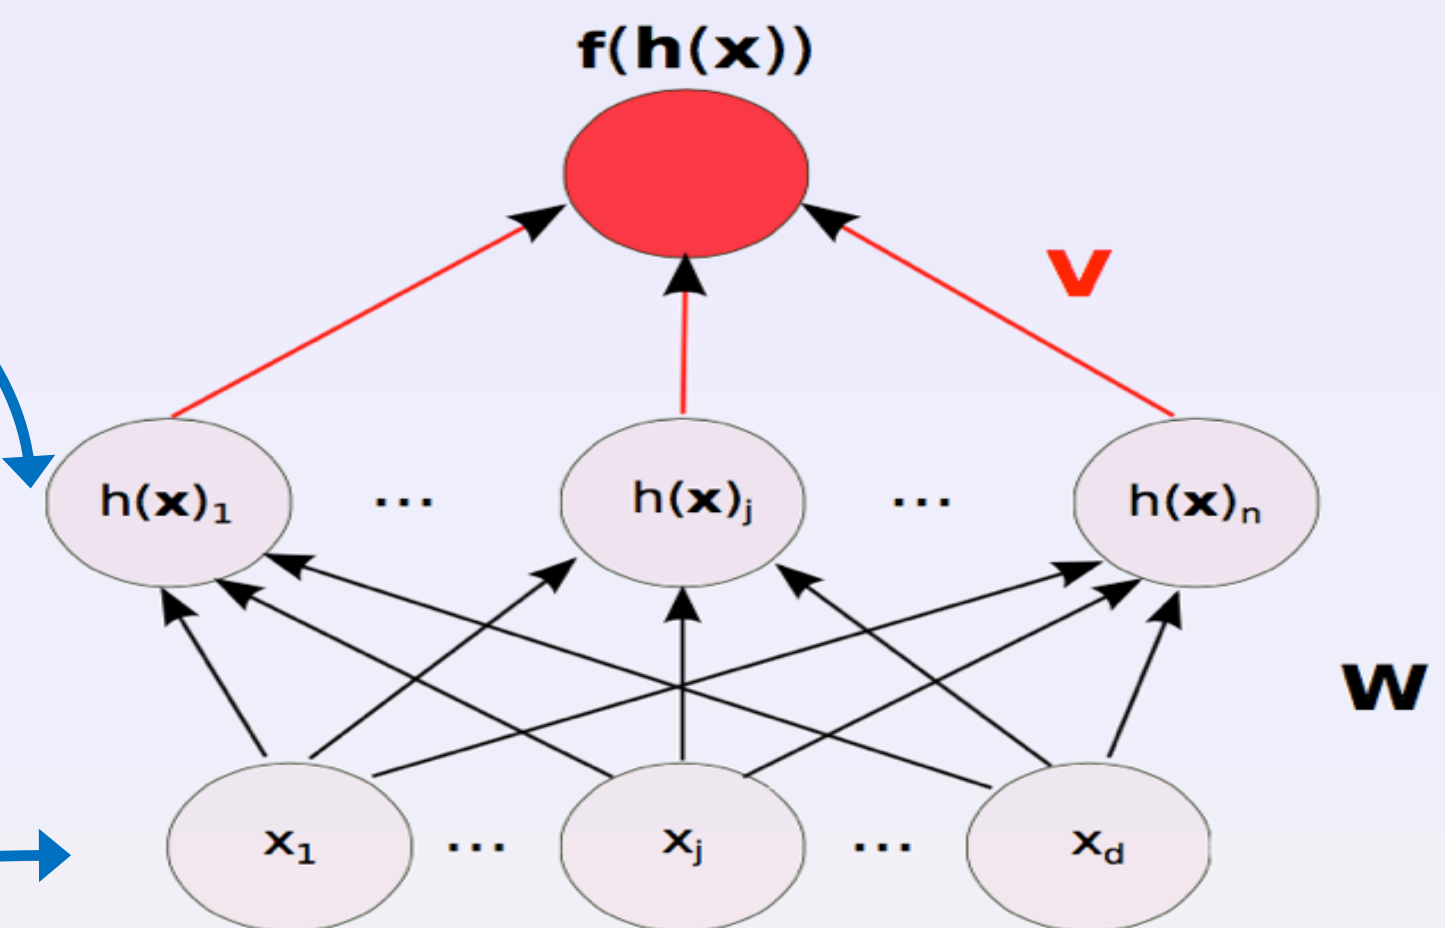 f(h(x))
v
h(x)₁ ... h(x)ⱼ ... h(x)ₙ
w
x₁ ... xⱼ ... x_d